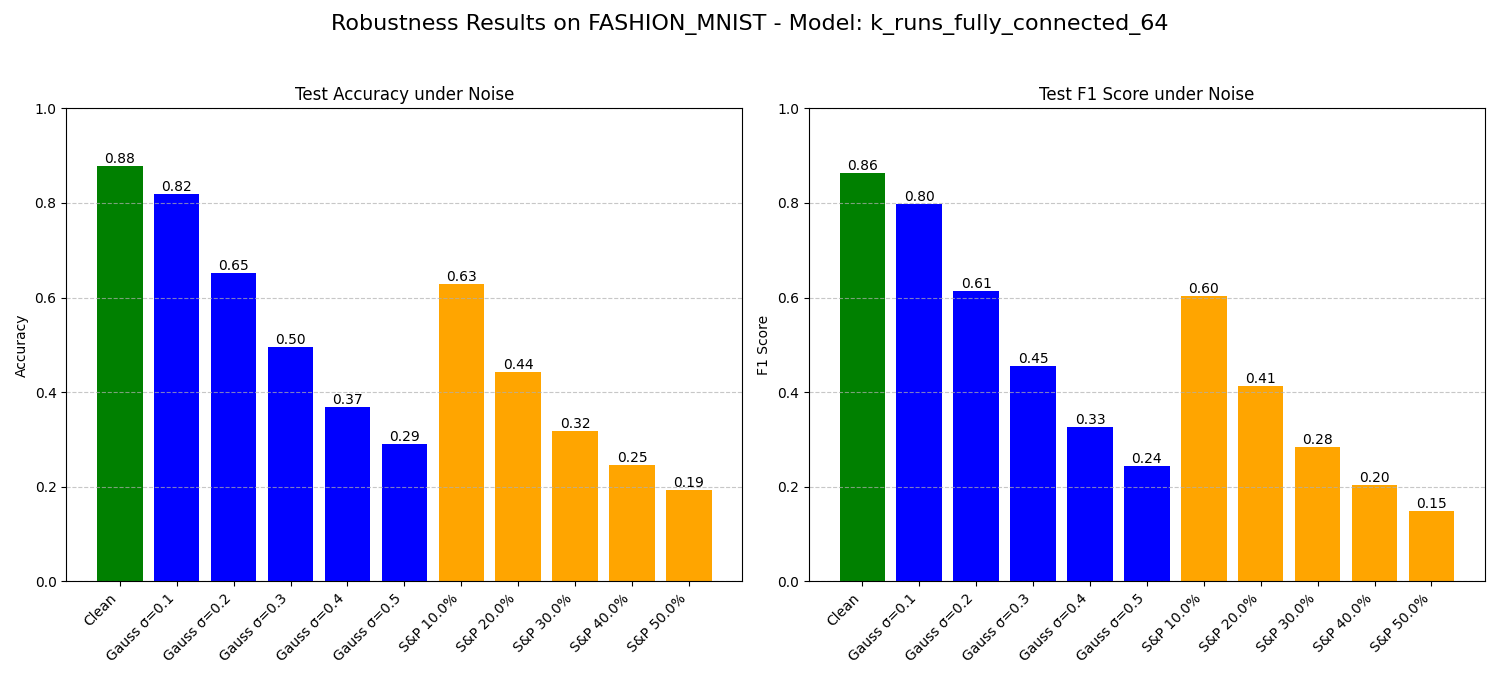 Robustness Results on FASHION_MNIST - Model: k_runs_fully_connected_64
Test Accuracy under Noise
Accuracy
1.0
0.8
0.6
0.4
0.2
0.0
0.88
0.82
0.65
0.50
0.37
0.29
0.63
0.44
0.32
0.25
0.19
Clean
Gauss σ=0.1
Gauss σ=0.2
Gauss σ=0.3
Gauss σ=0.4
Gauss σ=0.5
S&P 10.0%
S&P 20.0%
S&P 30.0%
S&P 40.0%
S&P 50.0%
Test F1 Score under Noise
F1 Score
1.0
0.8
0.6
0.4
0.2
0.0
0.86
0.80
0.61
0.45
0.33
0.24
0.60
0.41
0.28
0.20
0.15
Clean
Gauss σ=0.1
Gauss σ=0.2
Gauss σ=0.3
Gauss σ=0.4
Gauss σ=0.5
S&P 10.0%
S&P 20.0%
S&P 30.0%
S&P 40.0%
S&P 50.0%